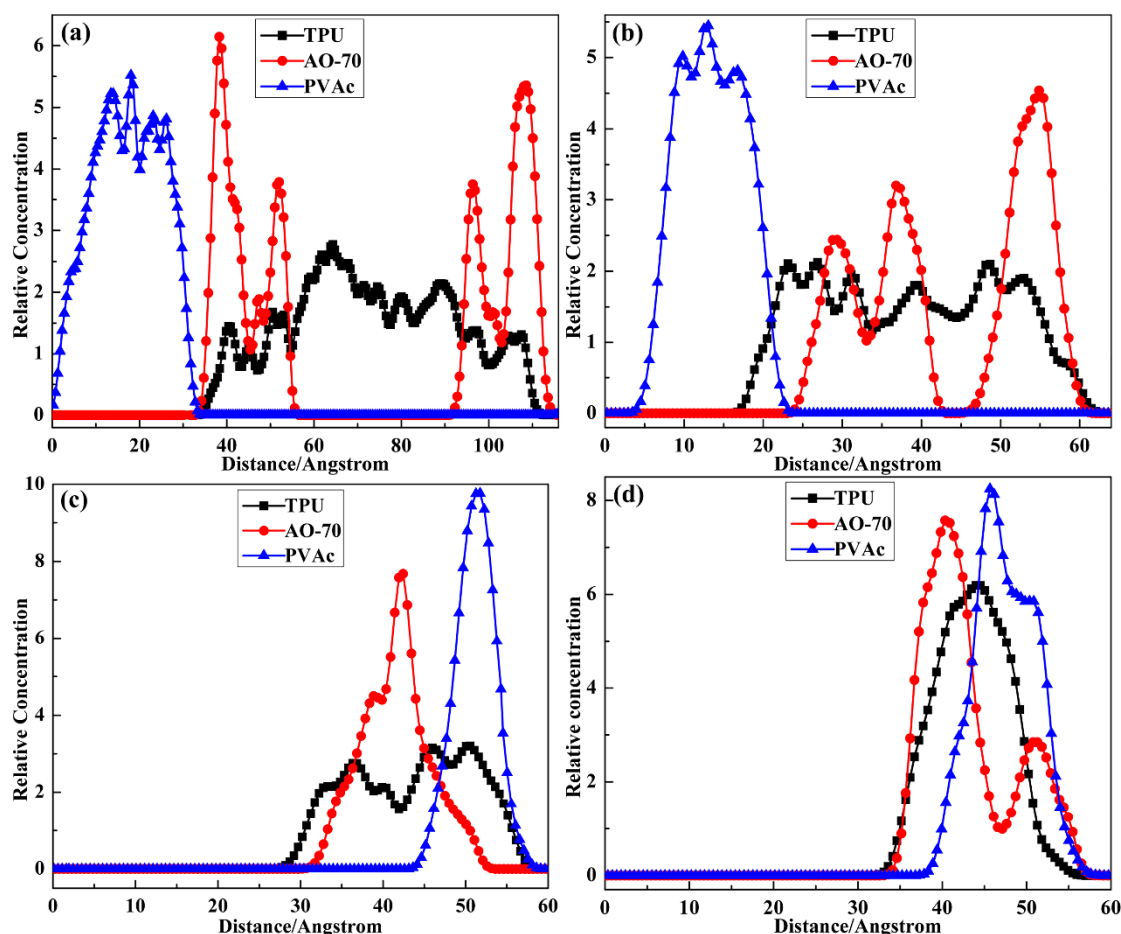 (a)
TPU
AO-70
PVAc
Relative Concentration
6
5
4
3
2
1
0
0 20 40 60 80 100
Distance/Angstrom
(b)
TPU
AO-70
PVAc
Relative Concentration
5
4
3
2
1
0
0 10 20 30 40 50 60
Distance/Angstrom
(c)
TPU
AO-70
PVAc
Relative Concentration
10
8
6
4
2
0
0 10 20 30 40 50 60
Distance/Angstrom
(d)
TPU
AO-70
PVAc
Relative concentration
8
6
4
2
0
0 10 20 30 40 50 60
Distance/Angstrom